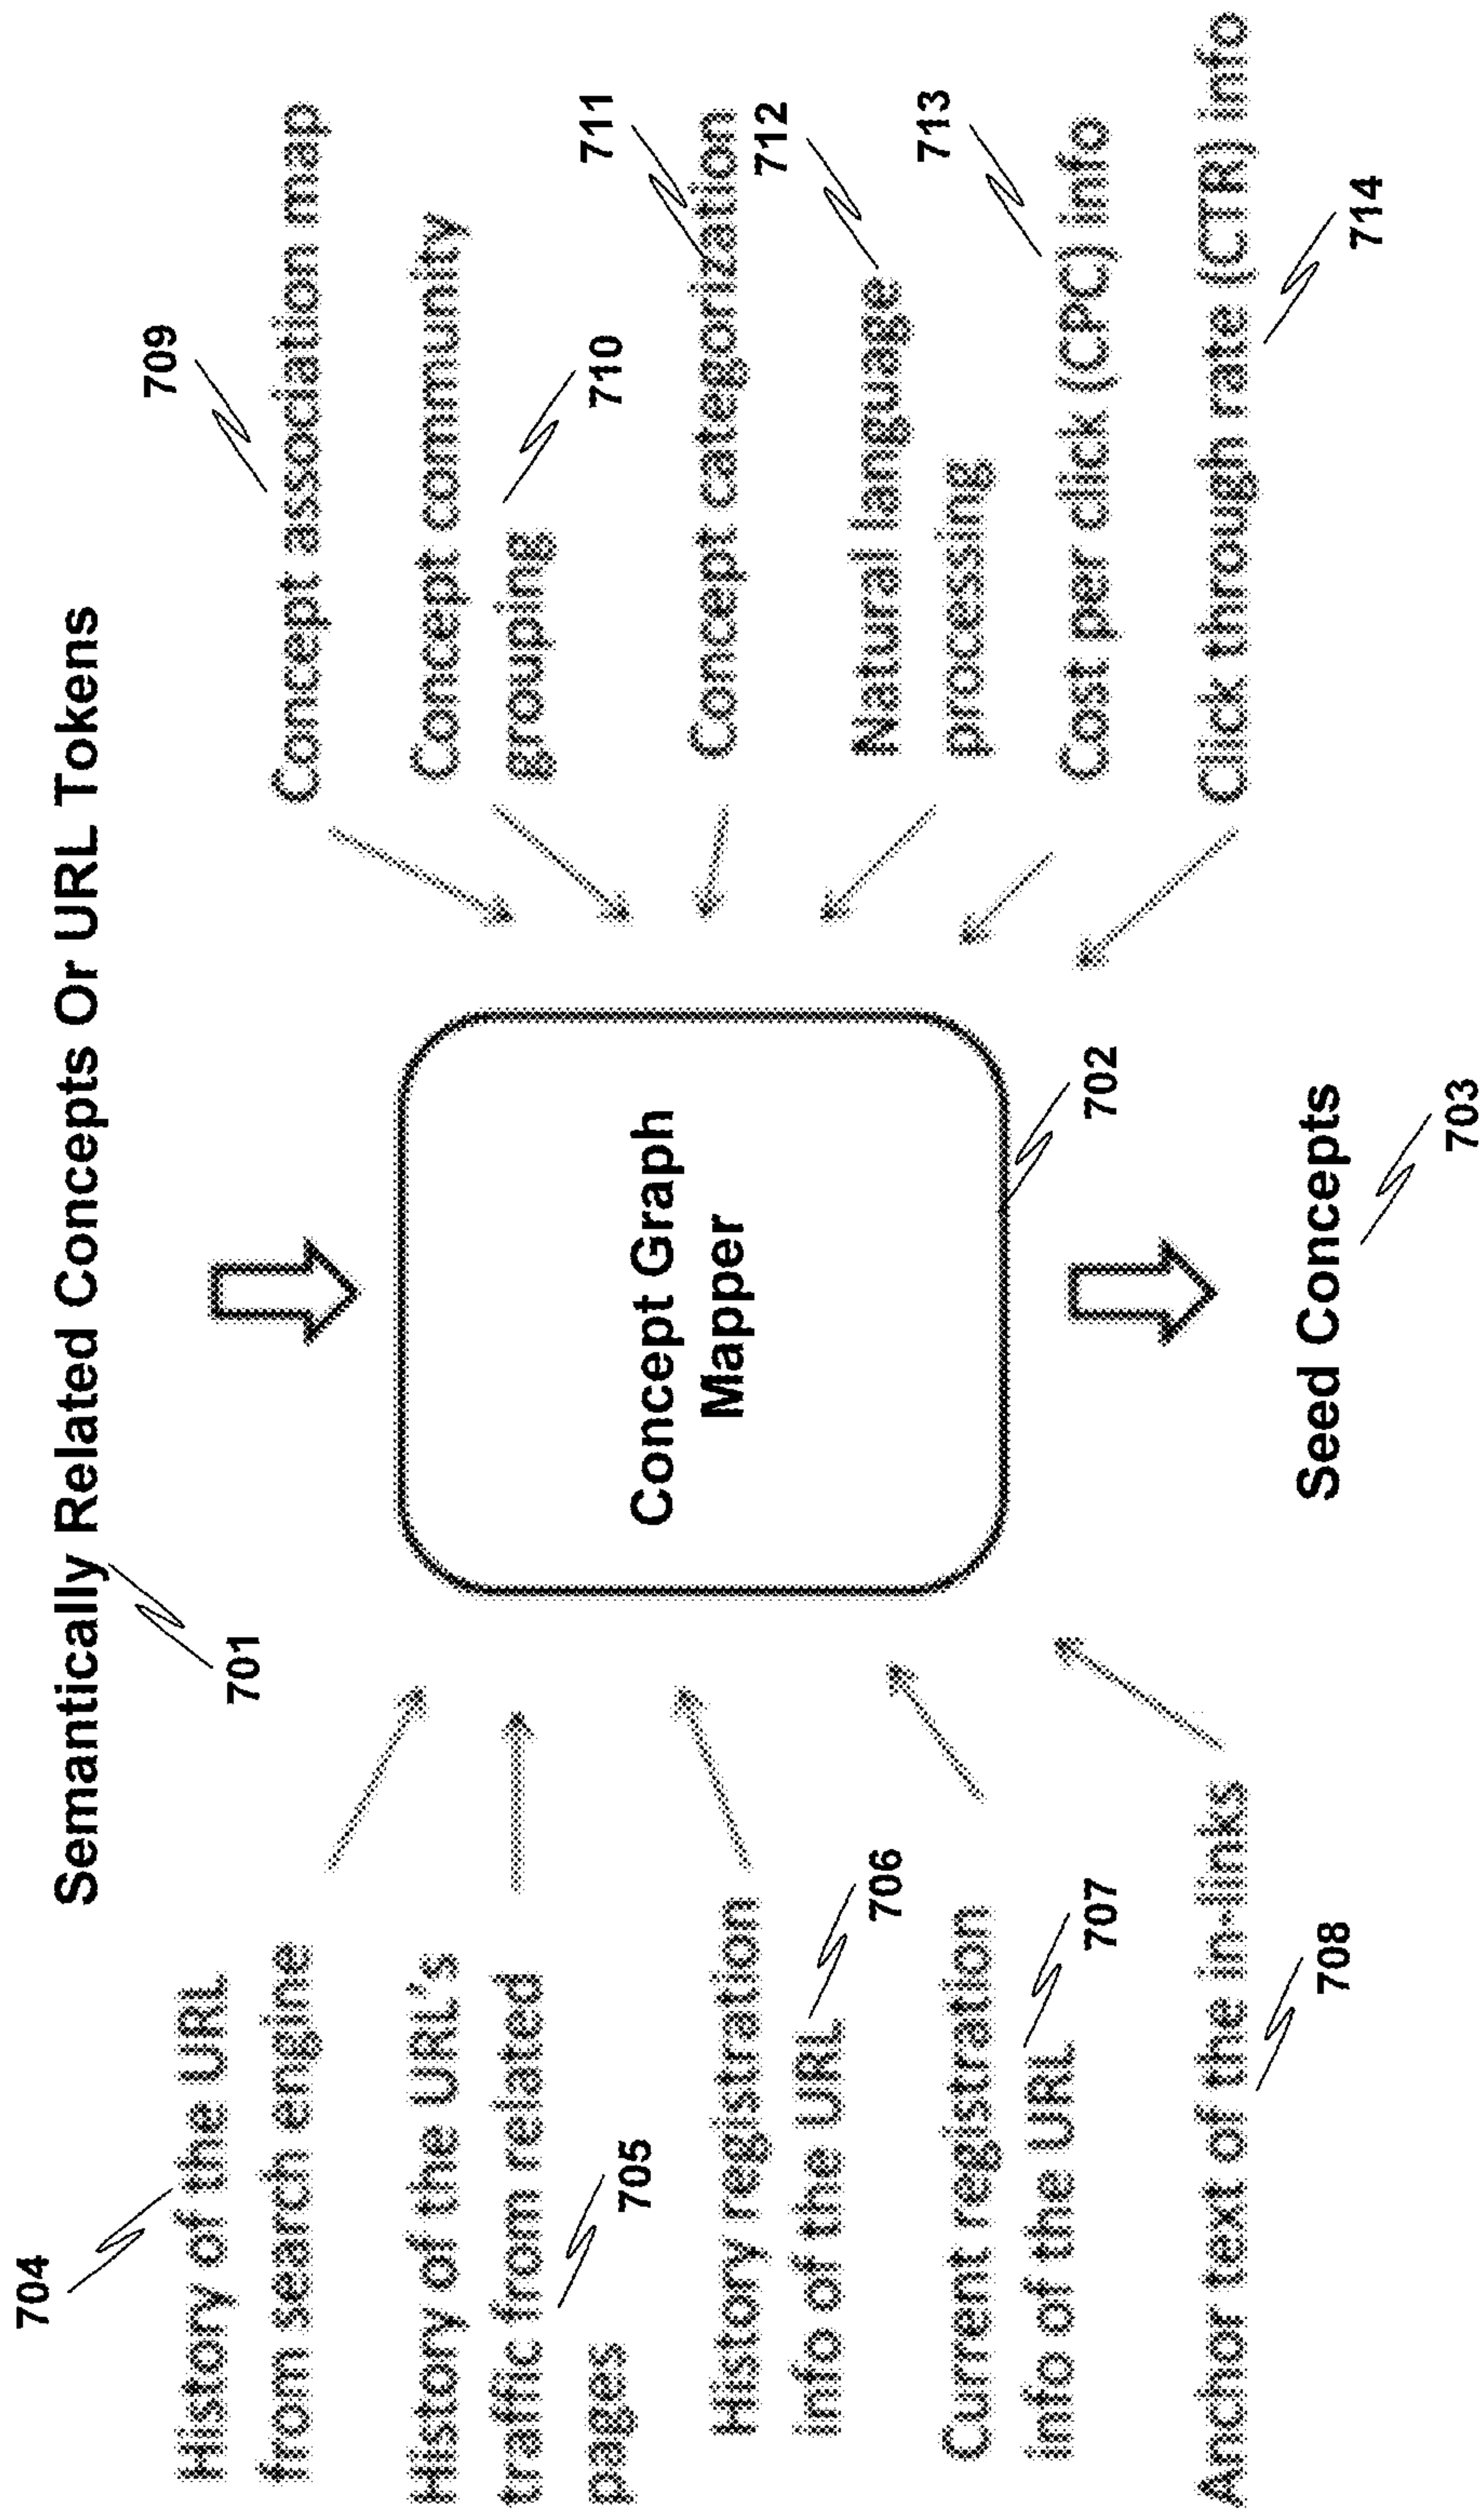 Semantically Related Concepts Or URL Tokens
701
704
History of the URL
from search engine
History of the URL's
traffic from related
pages
705
History registration
info of the URL
706
Current registration
info of the URL
707
Anchor text of the in-links
708
Concept Graph
Mapper
702
Seed Concepts
703
709
Concept association map
Concept community
grouping
710
711
Concept categorization
712
Natural language
processing
713
Cost per click (CPC) info
Click through rate (CTR) info
714